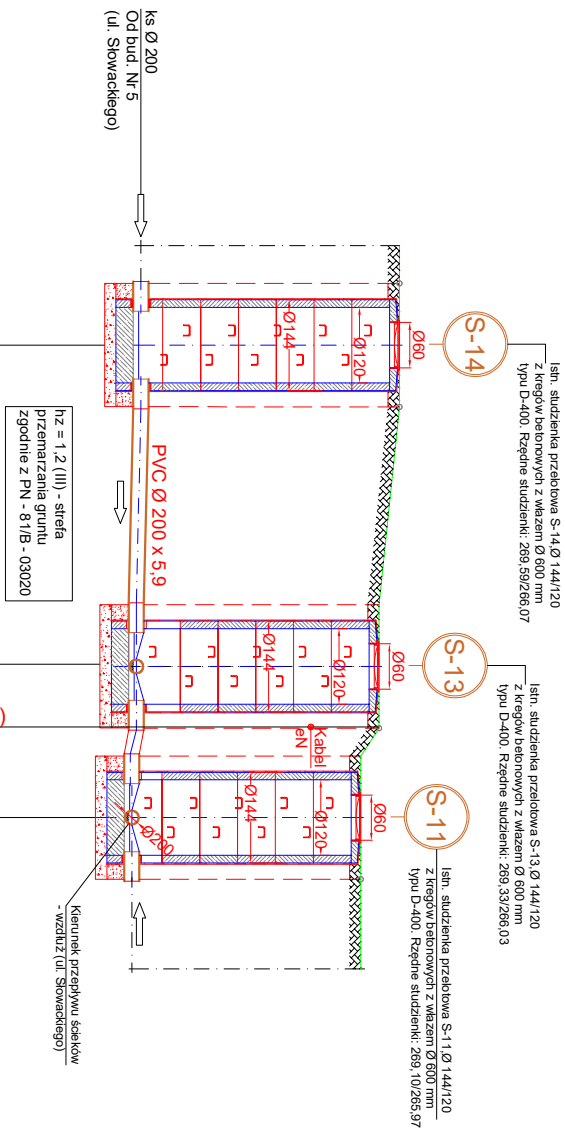 Istn. studzienka przelotowa S-14,Ø 144/120
z kręgów betonowych z włazem Ø 600 mm
typu D-400. Rzędne studzienki: 269,59/266,07
Istn. studzienka przelotowa S-13,Ø 144/120
z kręgów betonowych z włazem Ø 600 mm
typu D-400. Rzędne studzienki: 269,33/266,03
Istn. studzienka przelotowa S-11,Ø 144/120
z kręgów betonowych z włazem Ø 600 mm
typu D-400. Rzędne studzienki: 269,10/265,97
S-14
S-13
S-11
Ø60
Ø120
Ø144
Ø60
Ø120
Ø144
Kabel
eN
Ø60
Ø120
Ø144
Ø200
ks Ø 200
Od bud. Nr 5
(ul. Słowackiego)
PVC Ø 200 x 5,9
hz = 1,2 (III) - strefa
przemarzania gruntu
zgodnie z PN - 81/B - 03020
Kierunek przepływu ścieków
- wzdłuż (ul. Słowackiego)
)